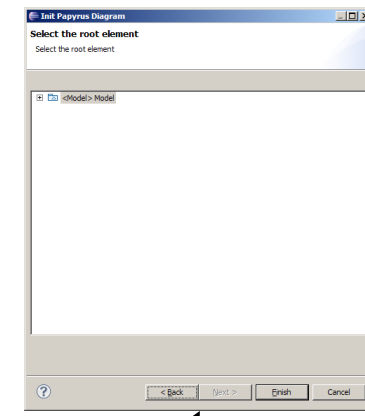 Init Papyrus Diagram
Select the root element
Select the root element
<Model> Model
?
< Back Next > Finish Cancel